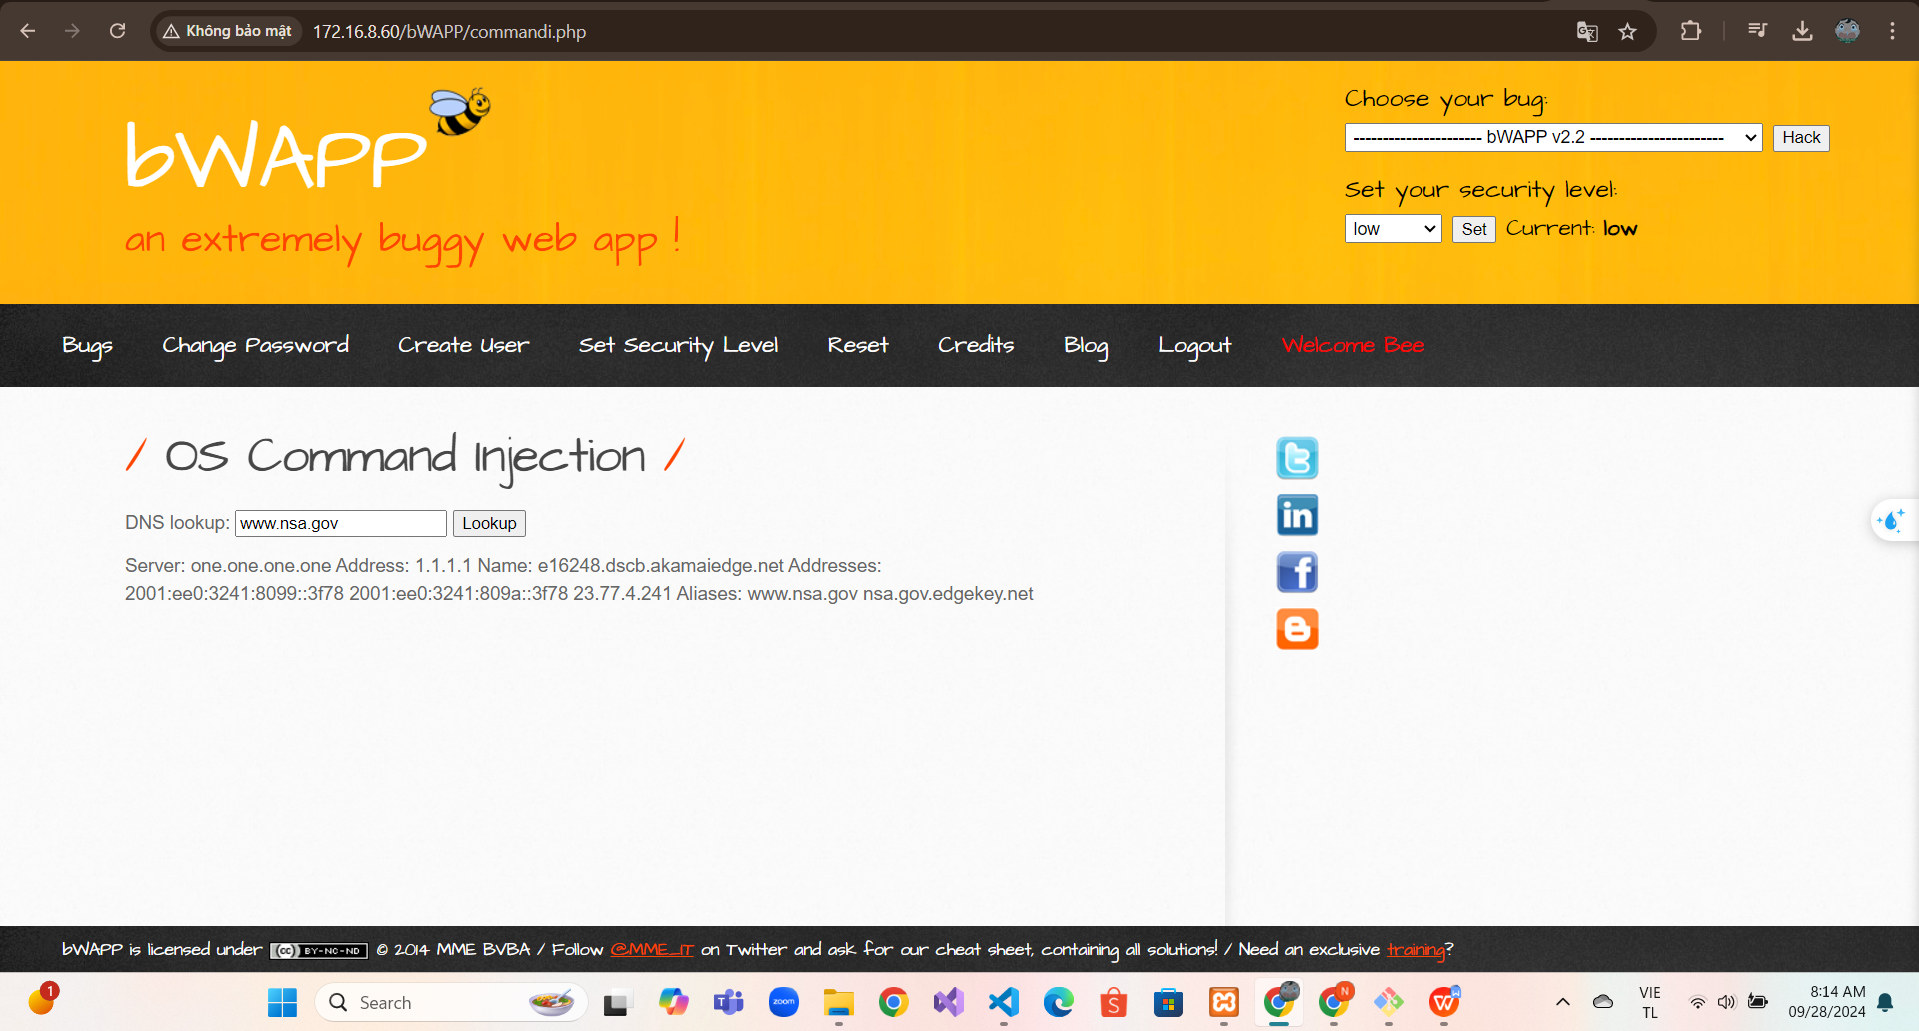 Không bảo mật 172.16.8.60/bWAPP/commandi.php
bWAPP
an extremely buggy web app !
Choose your bug:
---------------------- bWAPP v2.2 ----------------------- Hack
Set your security level:
low Set Current: low
Bugs Change Password Create User Set Security Level Reset Credits Blog Logout Welcome Bee
/ OS Command Injection /
DNS lookup: www.nsa.gov Lookup
Server: one.one.one.one Address: 1.1.1.1 Name: e16248.dscb.akamaiedge.net Addresses:
2001:ee0:3241:8099::3f78 2001:ee0:3241:809a::3f78 23.77.4.241 Aliases: www.nsa.gov nsa.gov.edgekey.net
bWAPP is licensed under (cc) BY-NC-ND © 2014 MME BVBA / Follow @MME_IT on Twitter and ask for our cheat sheet, containing all solutions! / Need an exclusive training?
1 Search zoom N VIE
TL
8:14 AM
09/28/2024